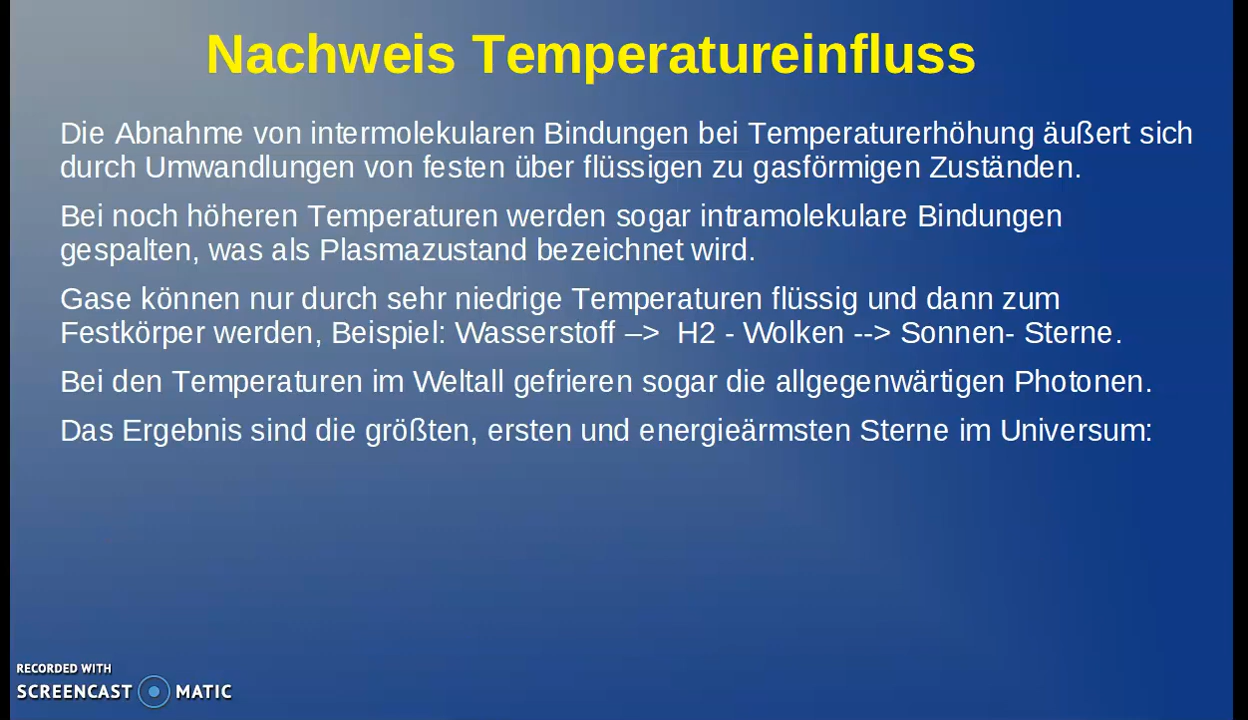 Nachweis Temperatureinfluss
Die Abnahme von intermolekularen Bindungen bei Temperaturerhöhung äußert sich
durch Umwandlungen von festen über flüssigen zu gasförmigen Zuständen.
Bei noch höheren Temperaturen werden sogar intramolekulare Bindungen
gespalten, was als Plasmazustand bezeichnet wird.
Gase können nur durch sehr niedrige Temperaturen flüssig und dann zum
Festkörper werden, Beispiel: Wasserstoff –> H2 - Wolken --> Sonnen- Sterne.
Bei den Temperaturen im Weltall gefrieren sogar die allgegenwärtigen Photonen.
Das Ergebnis sind die größten, ersten und energieärmsten Sterne im Universum:
RECORDED WITH
SCREENCAST MATIC